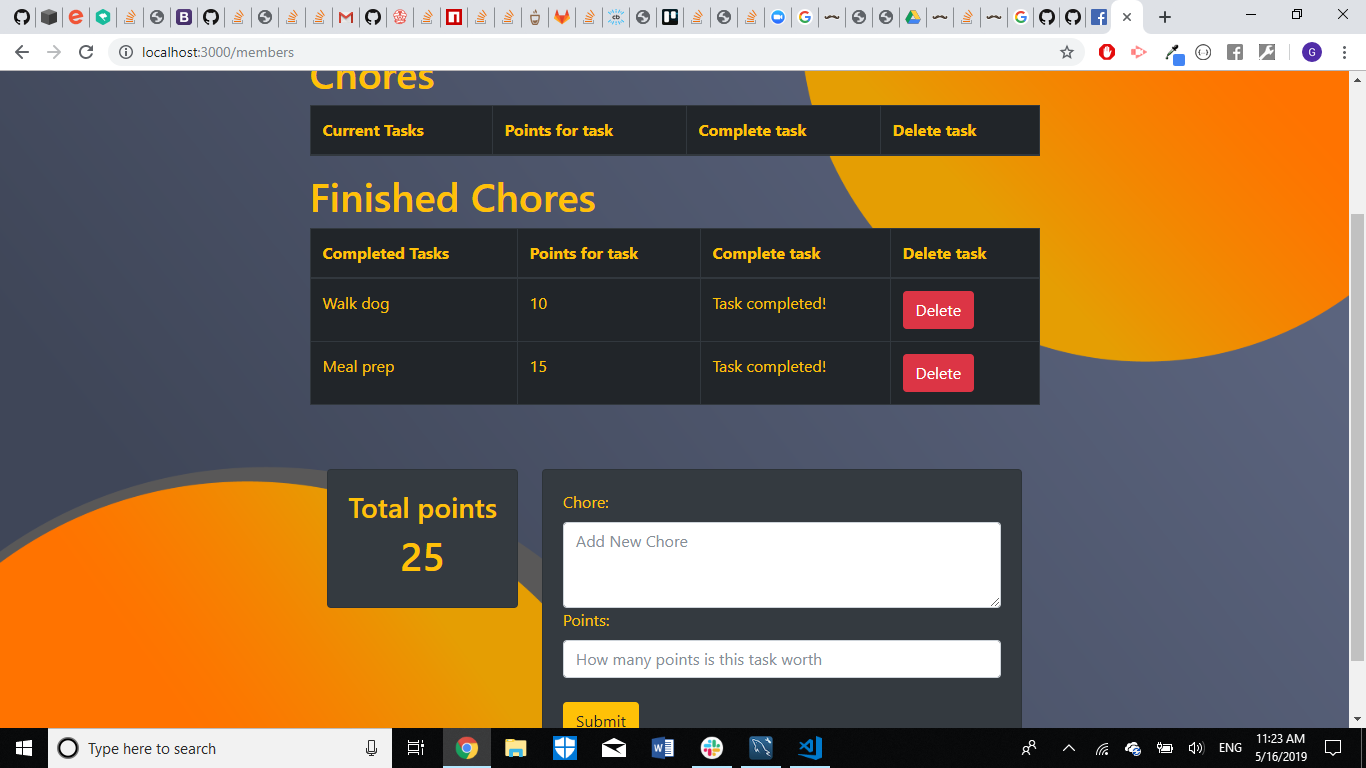 localhost:3000/members
G
Chores
Current Tasks Points for task Complete task Delete task
Finished Chores
Completed Tasks Points for task Complete task Delete task
Walk dog 10 Task completed! Delete
Meal prep 15 Task completed! Delete
Total points
25
Chore:
Add New Chore
Points:
How many points is this task worth
Submit
Type here to search
ENG
11:23 AM
5/16/2019